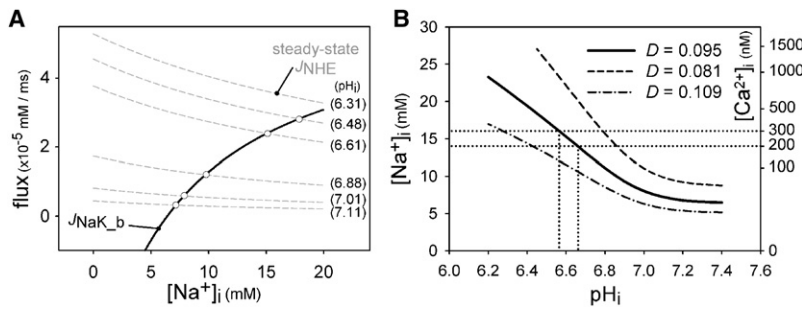 A
steady-state
JNHE
(pHi)
(6.31)
(6.48)
(6.61)
(6.88)
(7.01)
(7.11)
JNaK_b
flux (x10-5 mM / ms)
4
2
0
0 5 10 15 20
[Na+]i (mM)
B
D = 0.095
D = 0.081
D = 0.109
[Na+]i (mM)
30
25
20
15
10
5
0
[Ca2+]i (nM)
1500
1000
500
300
200
100
0
6.0 6.2 6.4 6.6 6.8 7.0 7.2 7.4 7.6
pHi